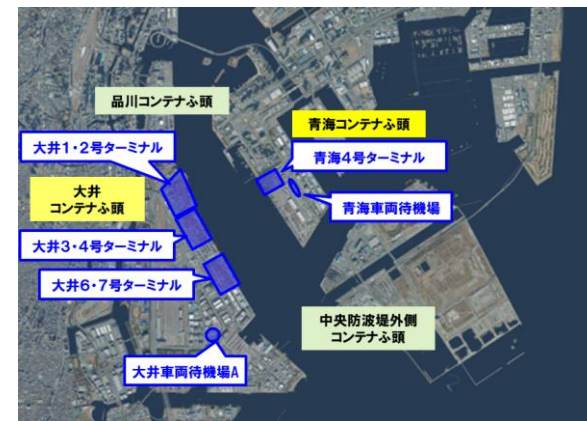 品川コンテナふ頭
青海コンテナふ頭
大井1・2号ターミナル
青海4号ターミナル
大井
コンテナふ頭
青海車両待機場
大井3・4号ターミナル
大井6・7号ターミナル
中央防波堤外側
コンテナふ頭
大井車両待機場A